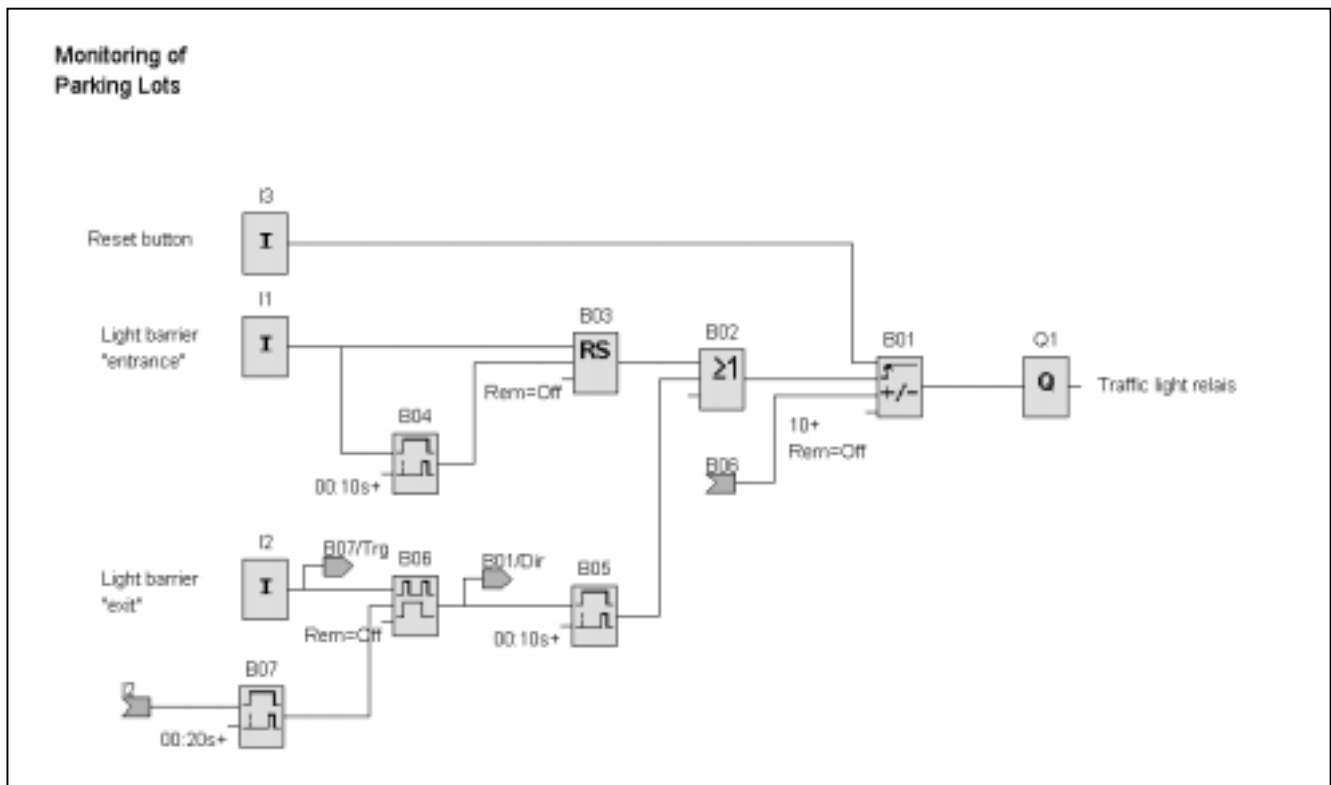 Monitoring of
Parking Lots
I3
Reset button
I
I1
Light barrier
"entrance"
I
B03
RS
Rem=Off
B02
≥1
B01
+/-
10+
Rem=Off
Q1
Q
Traffic light relais
B04
00:10s+
B06
I2
Light barrier
"exit"
I
B07/Trg
B06
Rem=Off
B01/Dir
B05
00:10s+
I2
B07
00:20s+